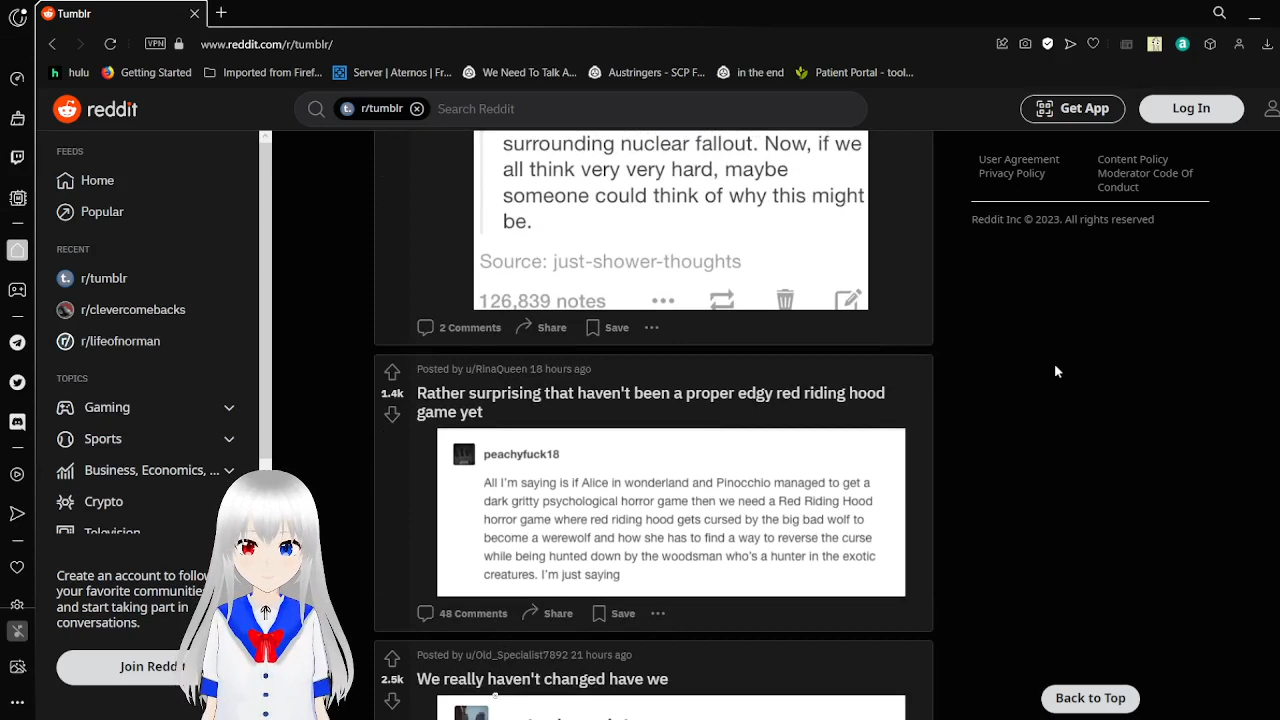 Tumblr
VPN
www.reddit.com/r/tumblr/
hulu
Getting Started
Imported from Firef...
Server | Aternos | Fr...
We Need To Talk A...
Austringers - SCP F...
in the end
Patient Portal - tool...
reddit
r/tumblr
Search Reddit
Get App
Log In
FEEDS
Home
Popular
RECENT
r/tumblr
r/clevercomebacks
r/lifeofnorman
TOPICS
Gaming
Sports
Business, Economics, ...
Crypto
Television
Create an account to follo
your favorite communities
and start taking part in
conversations.
Join Reddi
surrounding nuclear fallout. Now, if we
all think very very hard, maybe
someone could think of why this might
be.
Source: just-shower-thoughts
126,839 notes
2 Comments
Share
Save
Posted by u/RinaQueen 18 hours ago
1.4k
Rather surprising that haven't been a proper edgy red riding hood
game yet
peachyfuck18
All I'm saying is if Alice in wonderland and Pinocchio managed to get a
dark gritty psychological horror game then we need a Red Riding Hood
horror game where red riding hood gets cursed by the big bad wolf to
become a werewolf and how she has to find a way to reverse the curse
while being hunted down by the woodsman who's a hunter in the exotic
creatures. I'm just saying
48 Comments
Share
Save
Posted by u/Old_Specialist7892 21 hours ago
2.5k
We really haven't changed have we
User Agreement
Privacy Policy
Content Policy
Moderator Code Of
Conduct
Reddit Inc © 2023. All rights reserved
Back to Top